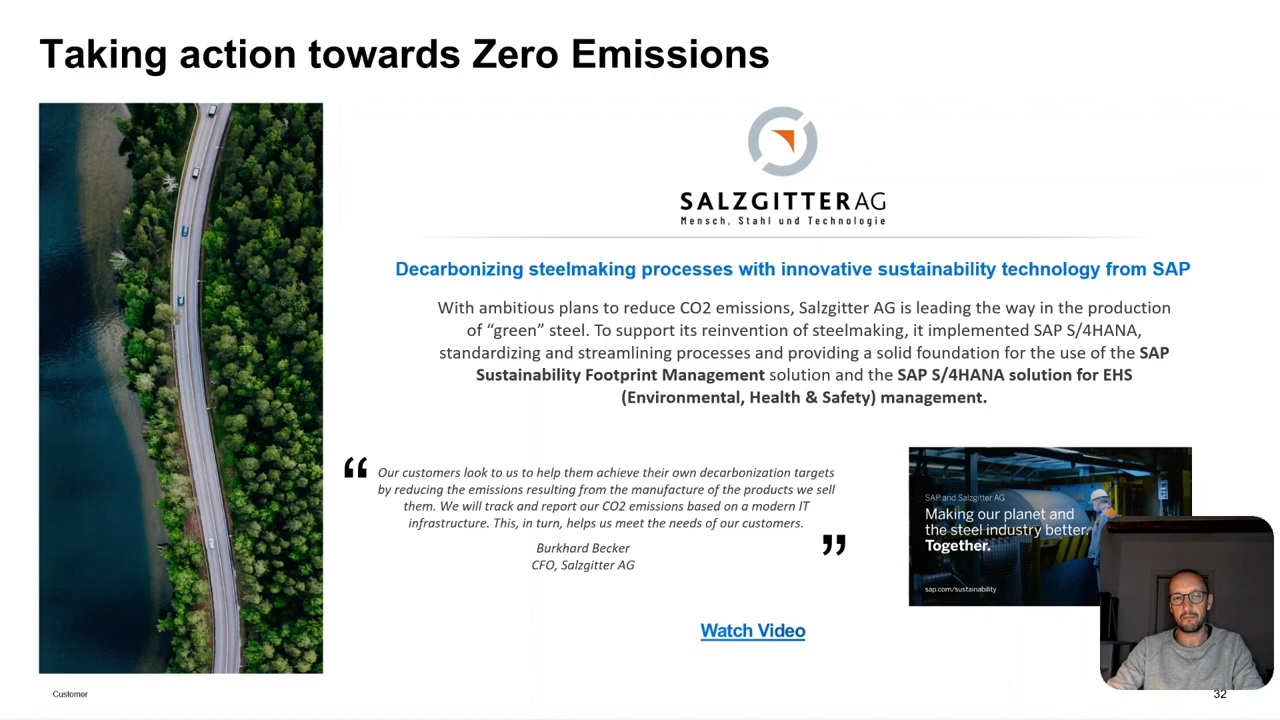 Taking action towards Zero Emissions
SALZGITTERAG
Mensch, Stahl und Technologie
Decarbonizing steelmaking processes with innovative sustainability technology from SAP
With ambitious plans to reduce CO2 emissions, Salzgitter AG is leading the way in the production
of “green” steel. To support its reinvention of steelmaking, it implemented SAP S/4HANA,
standardizing and streamlining processes and providing a solid foundation for the use of the SAP
Sustainability Footprint Management solution and the SAP S/4HANA solution for EHS
(Environmental, Health & Safety) management.
“ Our customers look to us to help them achieve their own decarbonization targets
by reducing the emissions resulting from the manufacture of the products we sell
them. We will track and report our CO2 emissions based on a modern IT
infrastructure. This, in turn, helps us meet the needs of our customers. ”
Burkhard Becker
CFO, Salzgitter AG
SAP and Salzgitter AG
Making our planet and
the steel industry better.
Together.
sap.com/sustainability
Watch Video
Customer
32